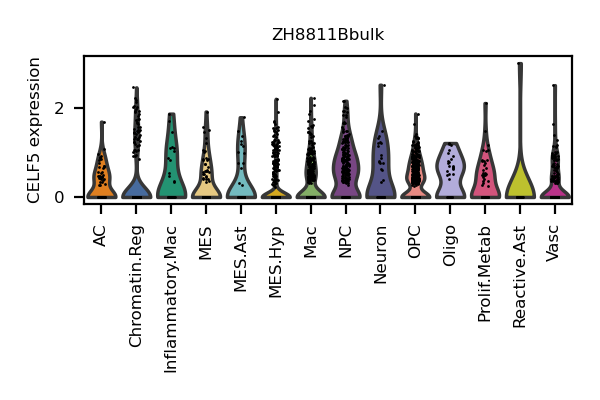 ZH8811Bbulk
CELF5 expression
2
0
AC
Chromatin.Reg
Inflammatory.Mac
MES
MES.Ast
MES.Hyp
Mac
NPC
Neuron
OPC
Oligo
Prolif.Metab
Reactive.Ast
Vasc